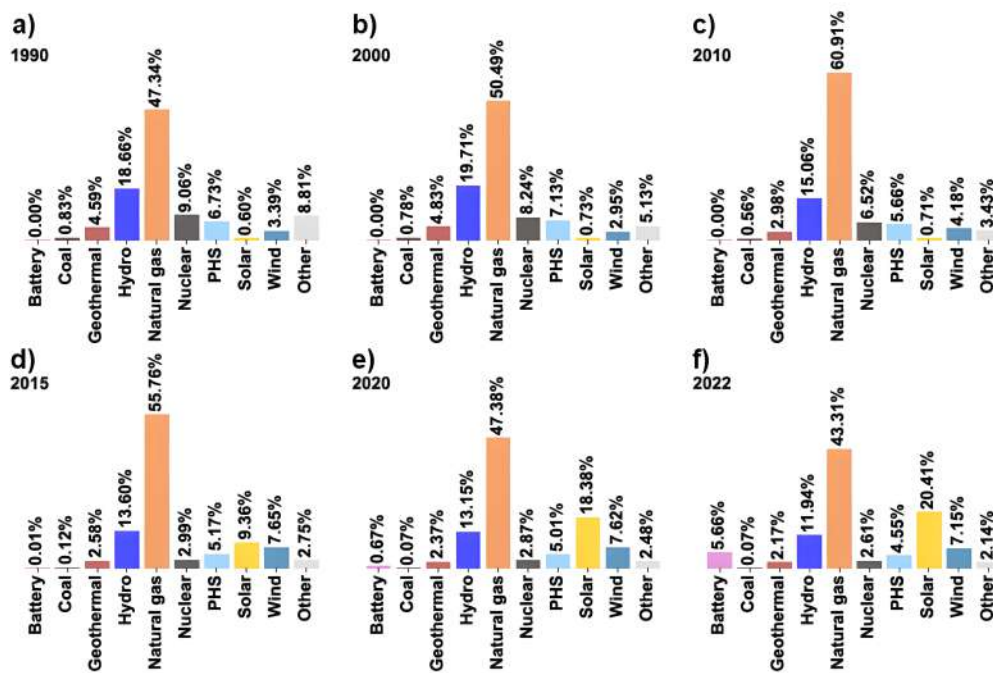 a)
1990
0.00%
0.83%
4.59%
18.66%
47.34%
9.06%
6.73%
0.60%
3.39%
8.81%
Battery
Coal
Geothermal
Hydro
Natural gas
Nuclear
PHS
Solar
Wind
Other
b)
2000
0.00%
0.78%
4.83%
19.71%
50.49%
8.24%
7.13%
0.73%
2.95%
5.13%
Battery
Coal
Geothermal
Hydro
Natural gas
Nuclear
PHS
Solar
Wind
Other
c)
2010
0.00%
0.56%
2.98%
15.06%
60.91%
6.52%
5.66%
0.71%
4.18%
3.43%
Battery
Coal
Geothermal
Hydro
Natural gas
Nuclear
PHS
Solar
Wind
Other
d)
2015
0.01%
0.12%
2.58%
13.60%
55.76%
2.99%
5.17%
9.36%
7.65%
2.75%
Battery
Coal
Geothermal
Hydro
Natural gas
Nuclear
PHS
Solar
Wind
Other
e)
2020
0.67%
0.07%
2.37%
13.15%
47.38%
2.87%
5.01%
18.38%
7.62%
2.48%
Battery
Coal
Geothermal
Hydro
Natural gas
Nuclear
PHS
Solar
Wind
Other
f)
2022
5.66%
0.07%
2.17%
11.94%
43.31%
2.61%
4.55%
20.41%
7.15%
2.14%
Battery
Coal
Geothermal
Hydro
Natural gas
Nuclear
PHS
Solar
Wind
Other